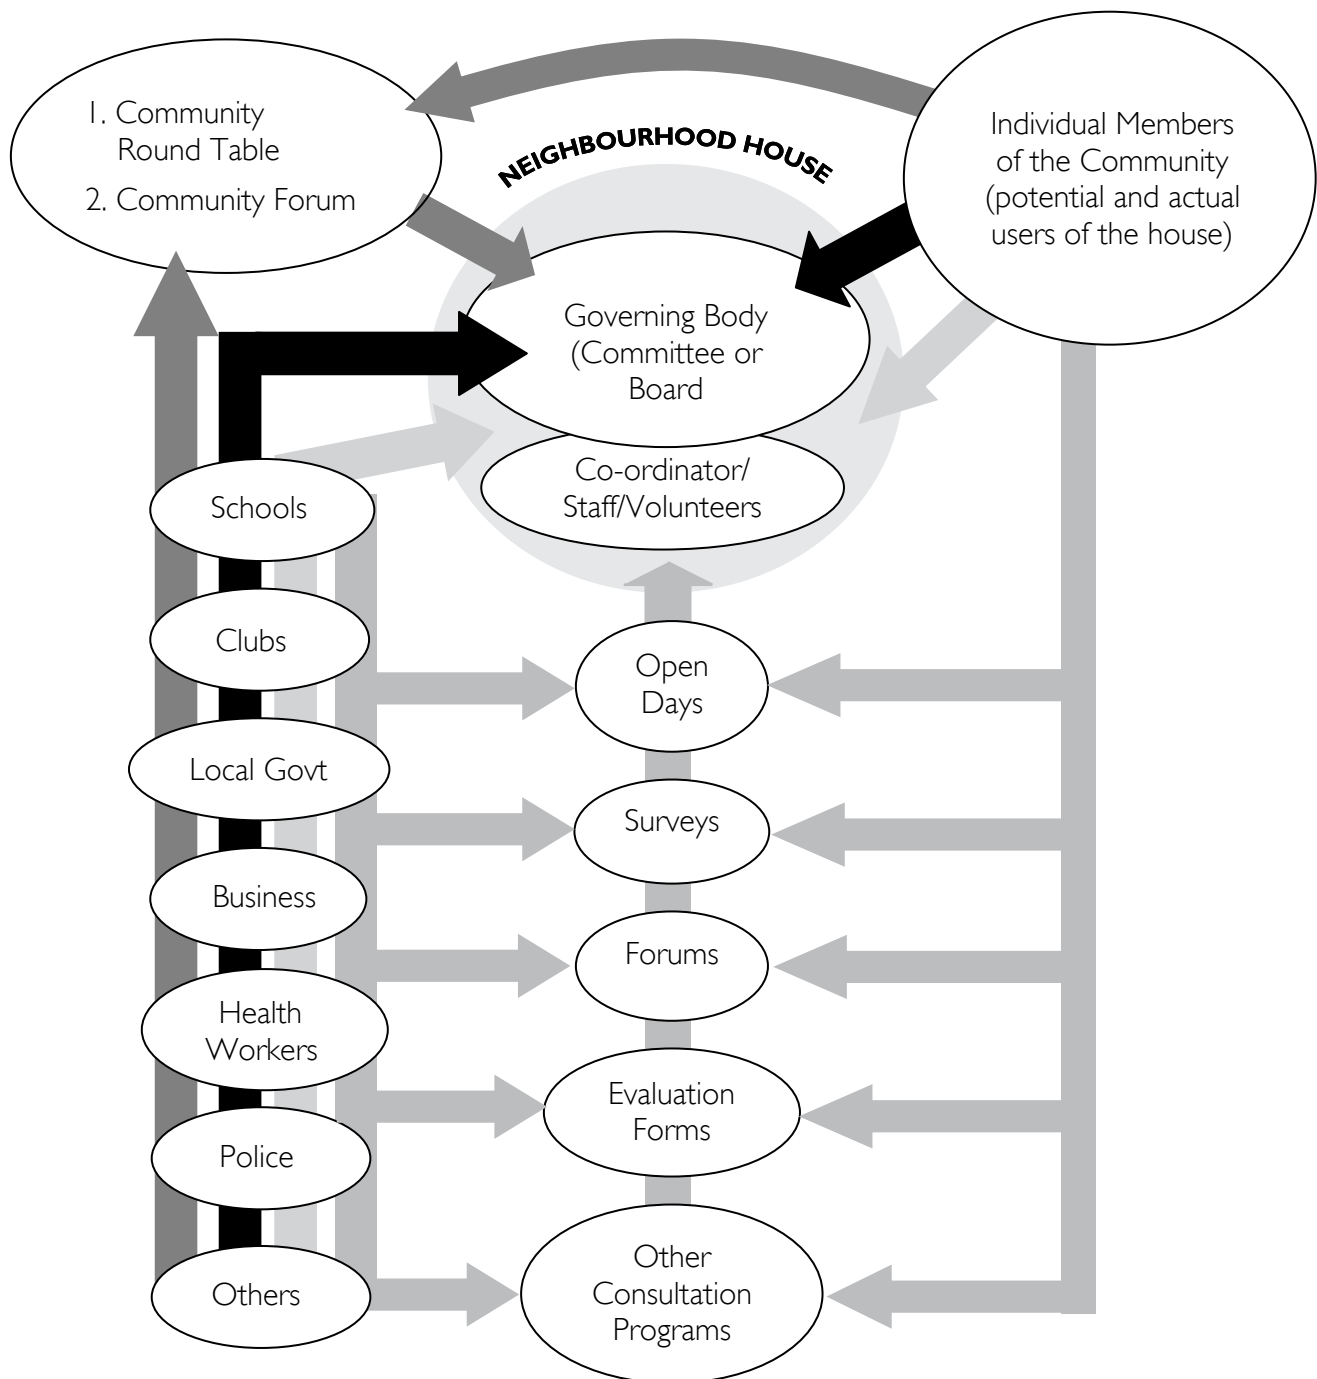 1. Community
Round Table
2. Community Forum
NEIGHBOURHOOD HOUSE
Individual Members
of the Community
(potential and actual
users of the house)
Governing Body
(Committee or
Board
Co-ordinator/
Staff/Volunteers
Schools
Clubs
Local Govt
Business
Health
Workers
Police
Others
Open
Days
Surveys
Forums
Evaluation
Forms
Other
Consultation
Programs